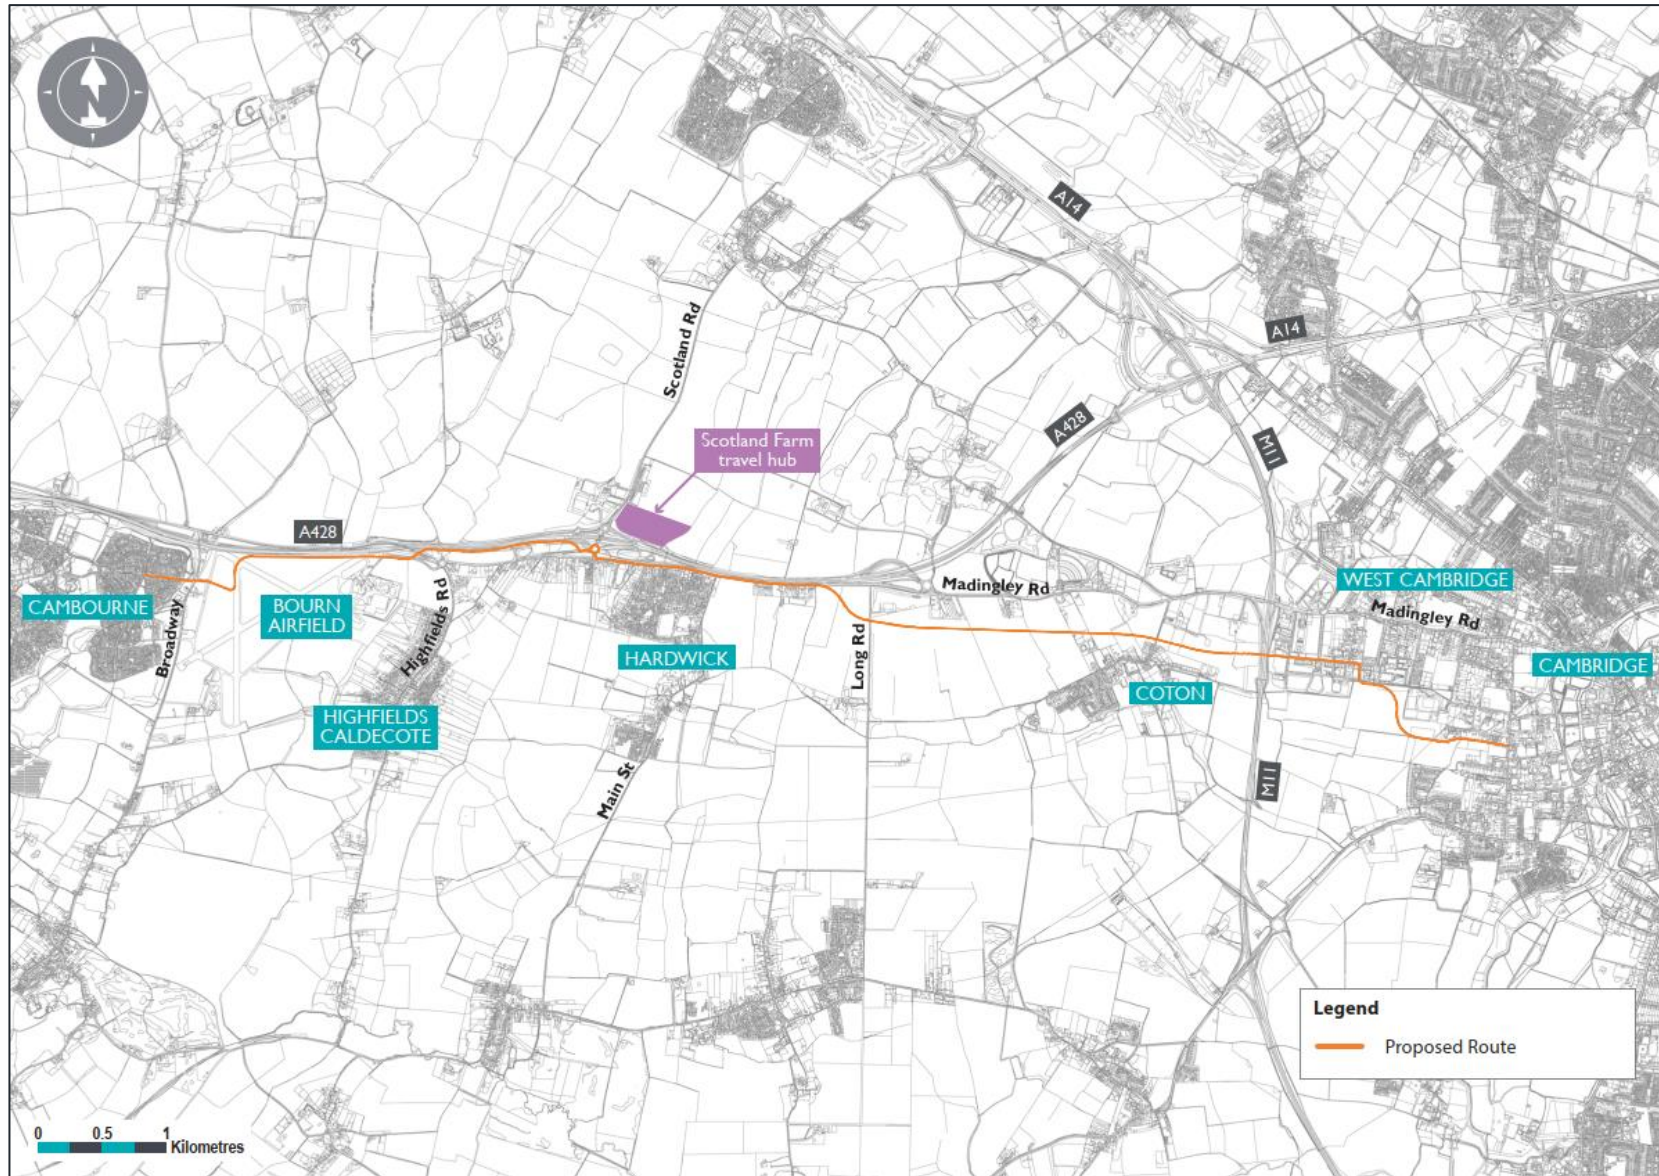 N
A14
A14
Scotland Rd
A428
M11
Scotland Farm
travel hub
A428
Madingley Rd
WEST CAMBRIDGE
Madingley Rd
CAMBOURNE
BOURN
AIRFIELD
Broadway
Highfields Rd
HARDWICK
Long Rd
COTON
CAMBRIDGE
HIGHFIELDS
CALDECOTE
Main St
M11
Legend
Proposed Route
0 0.5 1
Kilometres